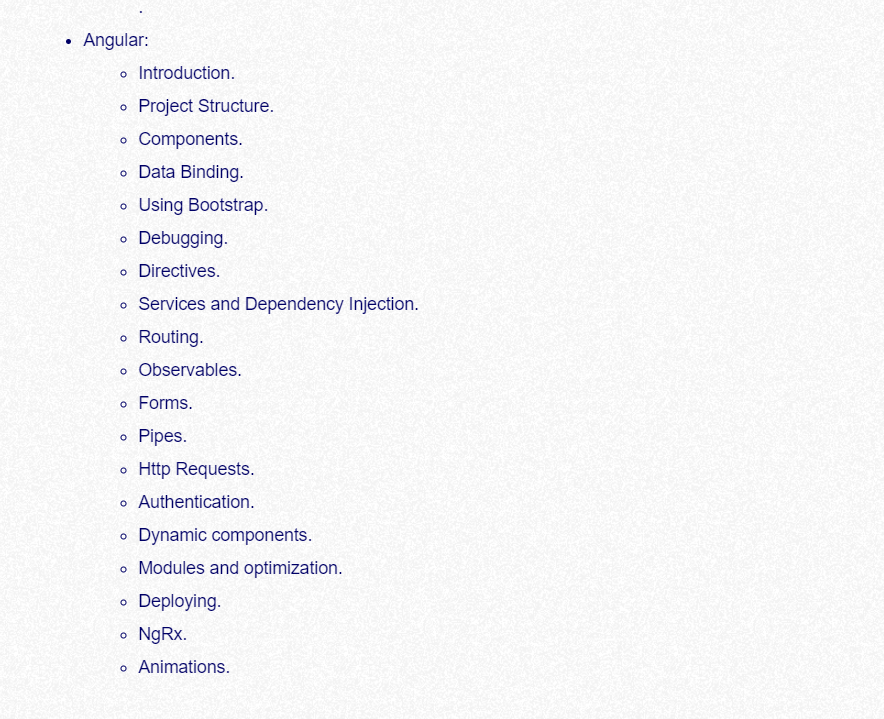 .
• Angular:
◦ Introduction.
◦ Project Structure.
◦ Components.
◦ Data Binding.
◦ Using Bootstrap.
◦ Debugging.
◦ Directives.
◦ Services and Dependency Injection.
◦ Routing.
◦ Observables.
◦ Forms.
◦ Pipes.
◦ Http Requests.
◦ Authentication.
◦ Dynamic components.
◦ Modules and optimization.
◦ Deploying.
◦ NgRx.
◦ Animations.